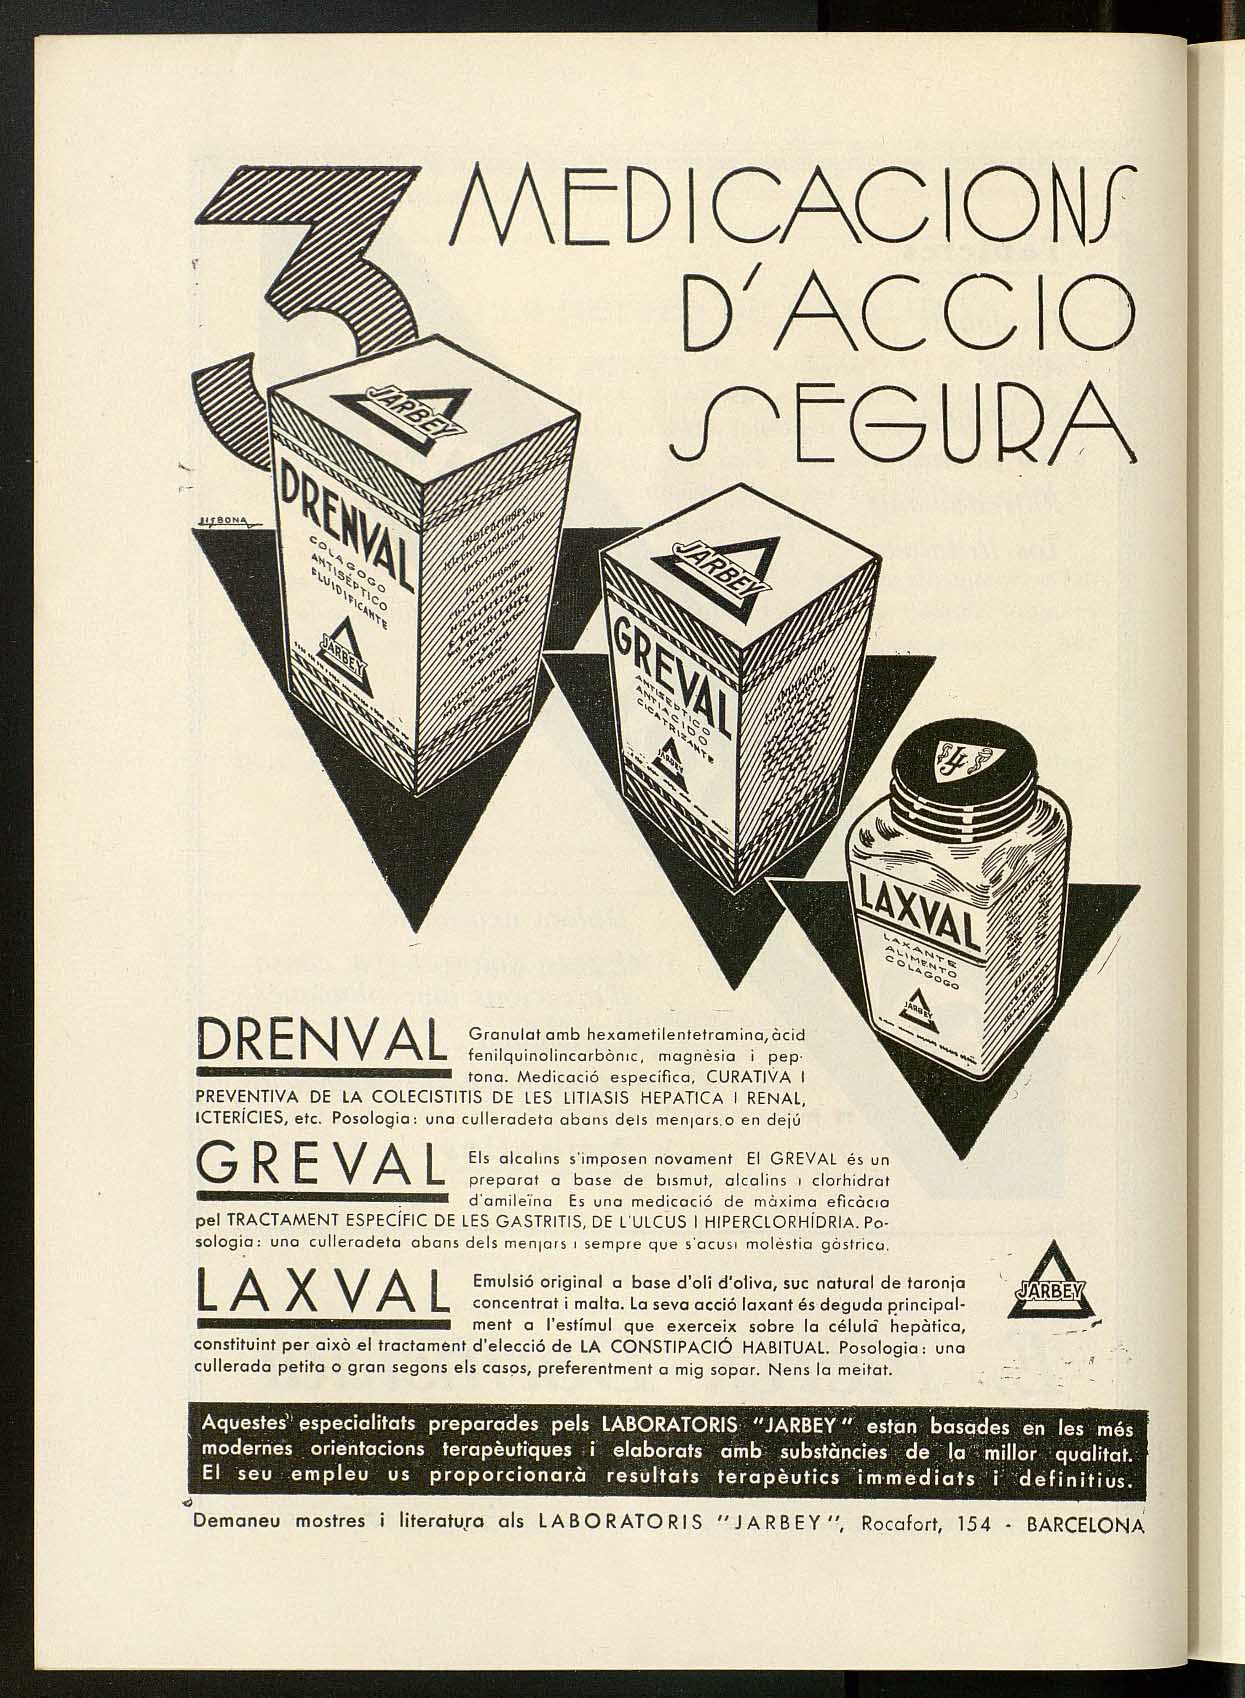 3 MEDICACIONS
D'ACCIO
SEGURA
JARBEY
DRENVAL
COLAGOGO
ANTISÉPTICO
FLUIDIFICANTE
JARBEY
LISBONA
JARBEY
GREVAL
ANTISEPTICO
ANTIACIDO
CICATRIZANTE
JARBEY
LAXVAL
LAXANTE
ALIMENTO
COLAGOGO
JARBEY
DRENVAL Granulat amb hexametilentetramina, àcid
fenilquinolincarbònic, magnèsia i pep-
tona. Medicació específica, CURATIVA I
PREVENTIVA DE LA COLECISTITIS DE LES LITIASIS HEPATICA I RENAL,
ICTERÍCIES, etc. Posologia: una culleradeta abans dels menjars, o en dejú
GREVAL Els alcalins s'imposen novament El GREVAL és un
preparat a base de bismut, alcalins i clorhidrat
d'amileïna Es una medicació de màxima eficàcia
pel TRACTAMENT ESPECÍFIC DE LES GASTRITIS, DE L'ULCUS I HIPERCLORHÍDRIA. Po-
sologia: una culleradeta abans dels menjars i sempre que s'acusi molèstia gàstrica.
LAXVAL Emulsió original a base d'oli d'oliva, suc natural de taronja
concentrat i malta. La seva acció laxant és deguda principal-
ment a l'estímul que exerceix sobre la célula hepàtica,
constituint per això el tractament d'elecció de LA CONSTIPACIÓ HABITUAL. Posologia: una
cullerada petita o gran segons els casos, preferentment a mig sopar. Nens la meitat.
JARBEY
Aquestes especialitats preparades pels LABORATORIS "JARBEY" estan basades en les més
modernes orientacions terapèutiques i elaborats amb substàncies de la millor qualitat.
El seu empleu us proporcionarà resultats terapèutics immediats i definitius.
Demaneu mostres i literatura als LABORATORIS "JARBEY", Rocafort, 154 - BARCELONA